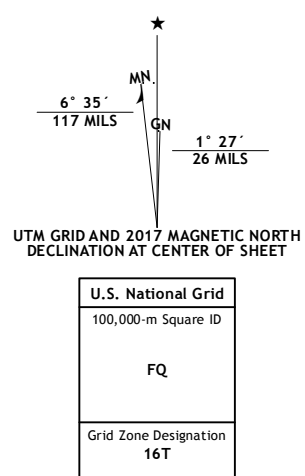 ★
MN.
GN
6° 35´
117 MILS
1° 27´
26 MILS
UTM GRID AND 2017 MAGNETIC NORTH
DECLINATION AT CENTER OF SHEET
U.S. National Grid
100,000-m Square ID
FQ
Grid Zone Designation
16T